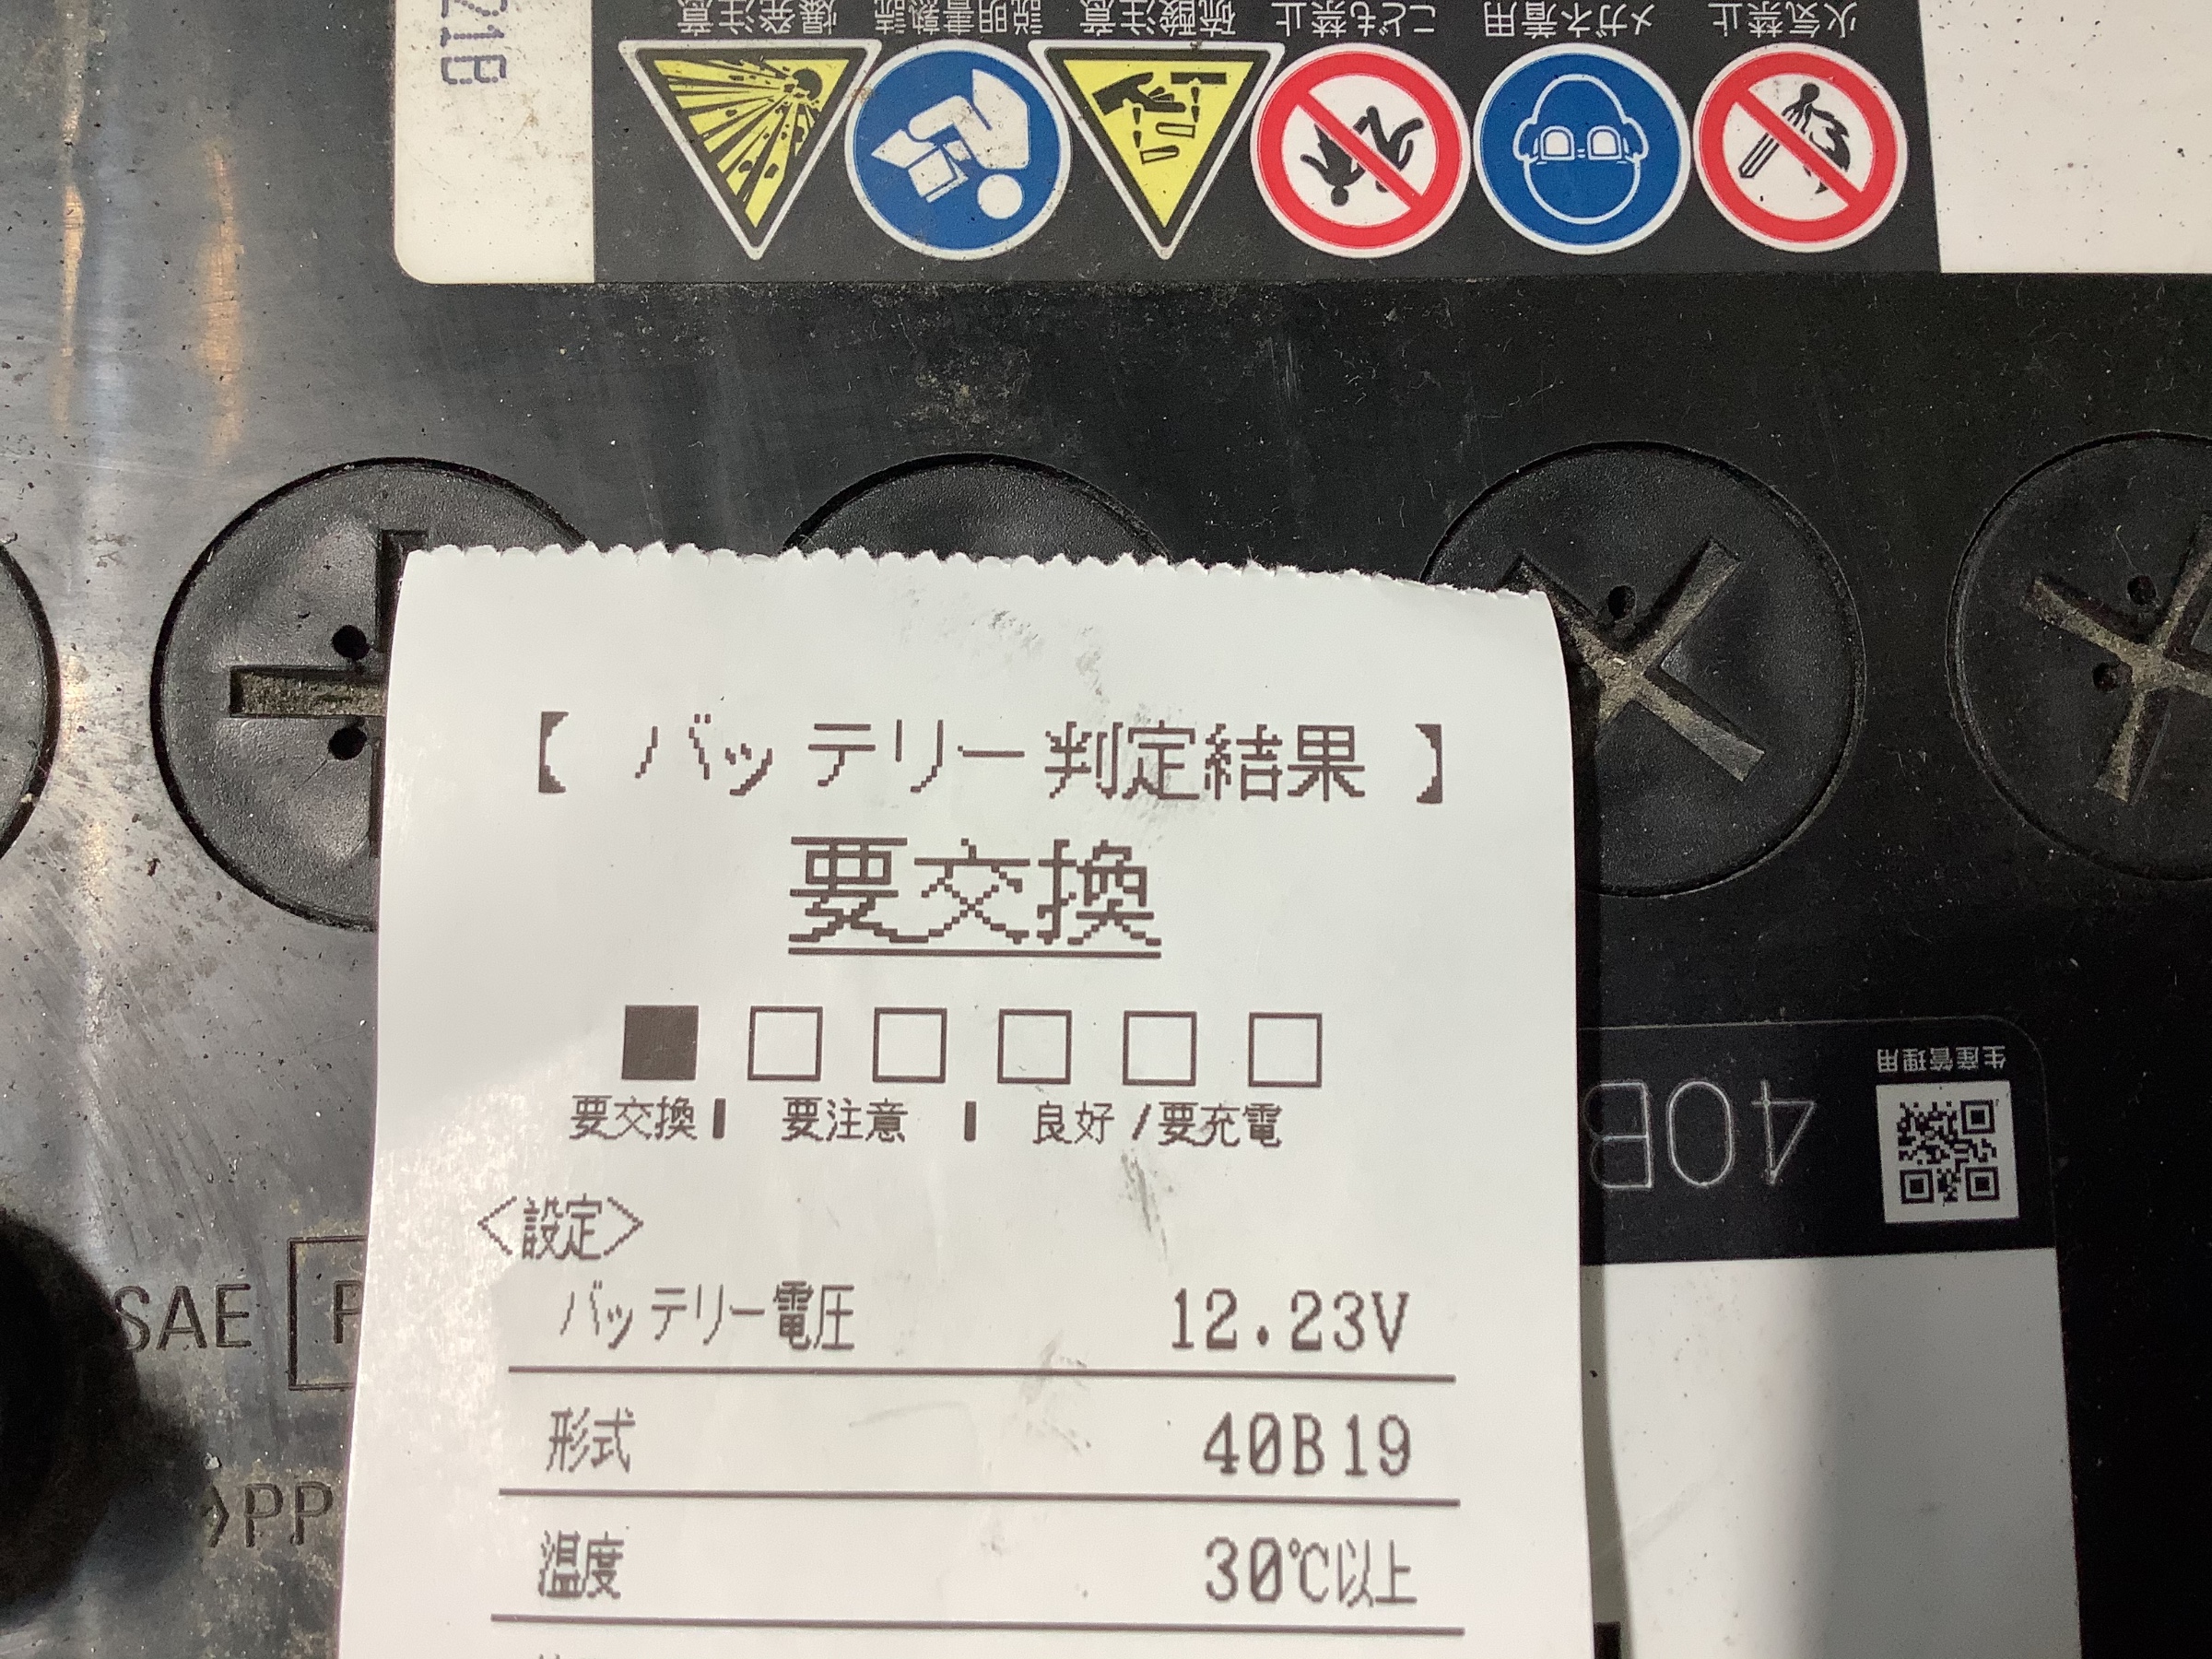 爆発注意
説明書熟読
硫酸注意
こども禁止
メガネ着用
火気禁止
【 バッテリー判定結果 】
要交換
要交換 要注意 良好/要充電
<設定>
バッテリー電圧 12.23V
形式 40B19
温度 30℃以上
生産管理用
40B
SAE
>PP